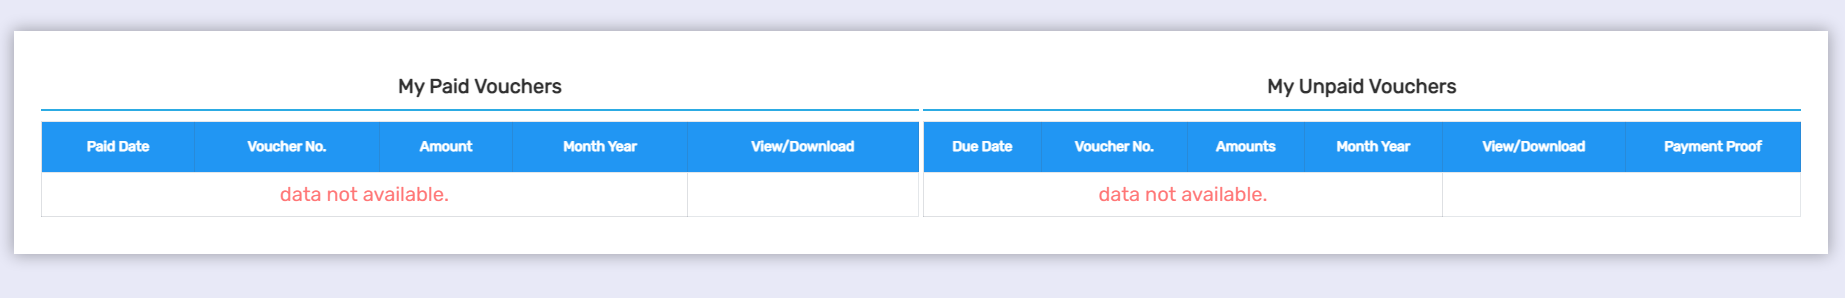 My Paid Vouchers
Paid Date Voucher No. Amount Month Year View/Download
data not available.
My Unpaid Vouchers
Due Date Voucher No. Amounts Month Year View/Download Payment Proof
data not available.